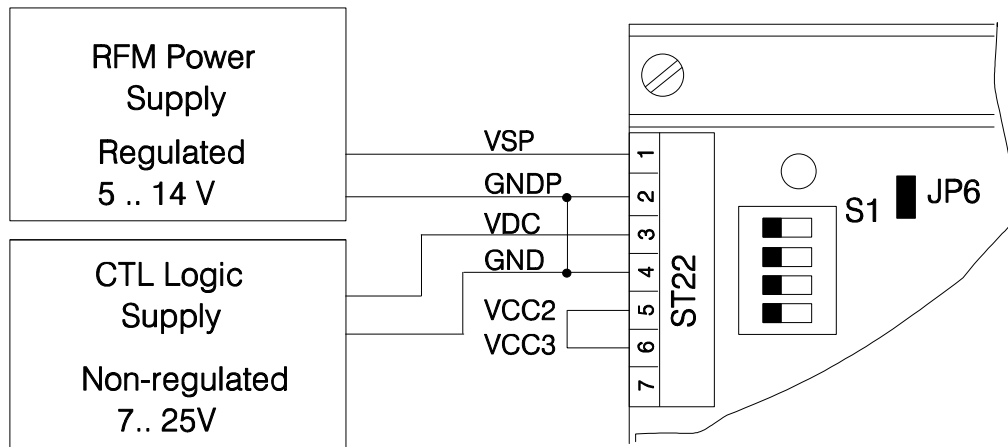 RFM Power
Supply
Regulated
5 .. 14 V
CTL Logic
Supply
Non-regulated
7.. 25V
VSP
GNDP
VDC
GND
VCC2
VCC3
1
2
3
4
5
6
7
ST22
S1
JP6